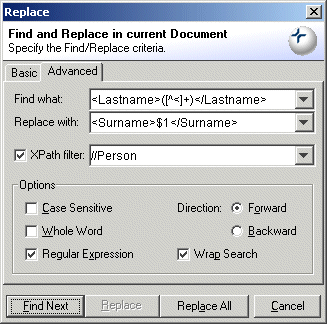 Replace
Find and Replace in current Document
Specify the Find/Replace criteria.
Basic Advanced
Find what: <Lastname>([^<]+)</Lastname>
Replace with: <Surname>$1</Surname>
XPath filter: //Person
Options
Case Sensitive Direction: Forward
Whole Word Backward
Regular Expression Wrap Search
Find Next Replace Replace All Cancel